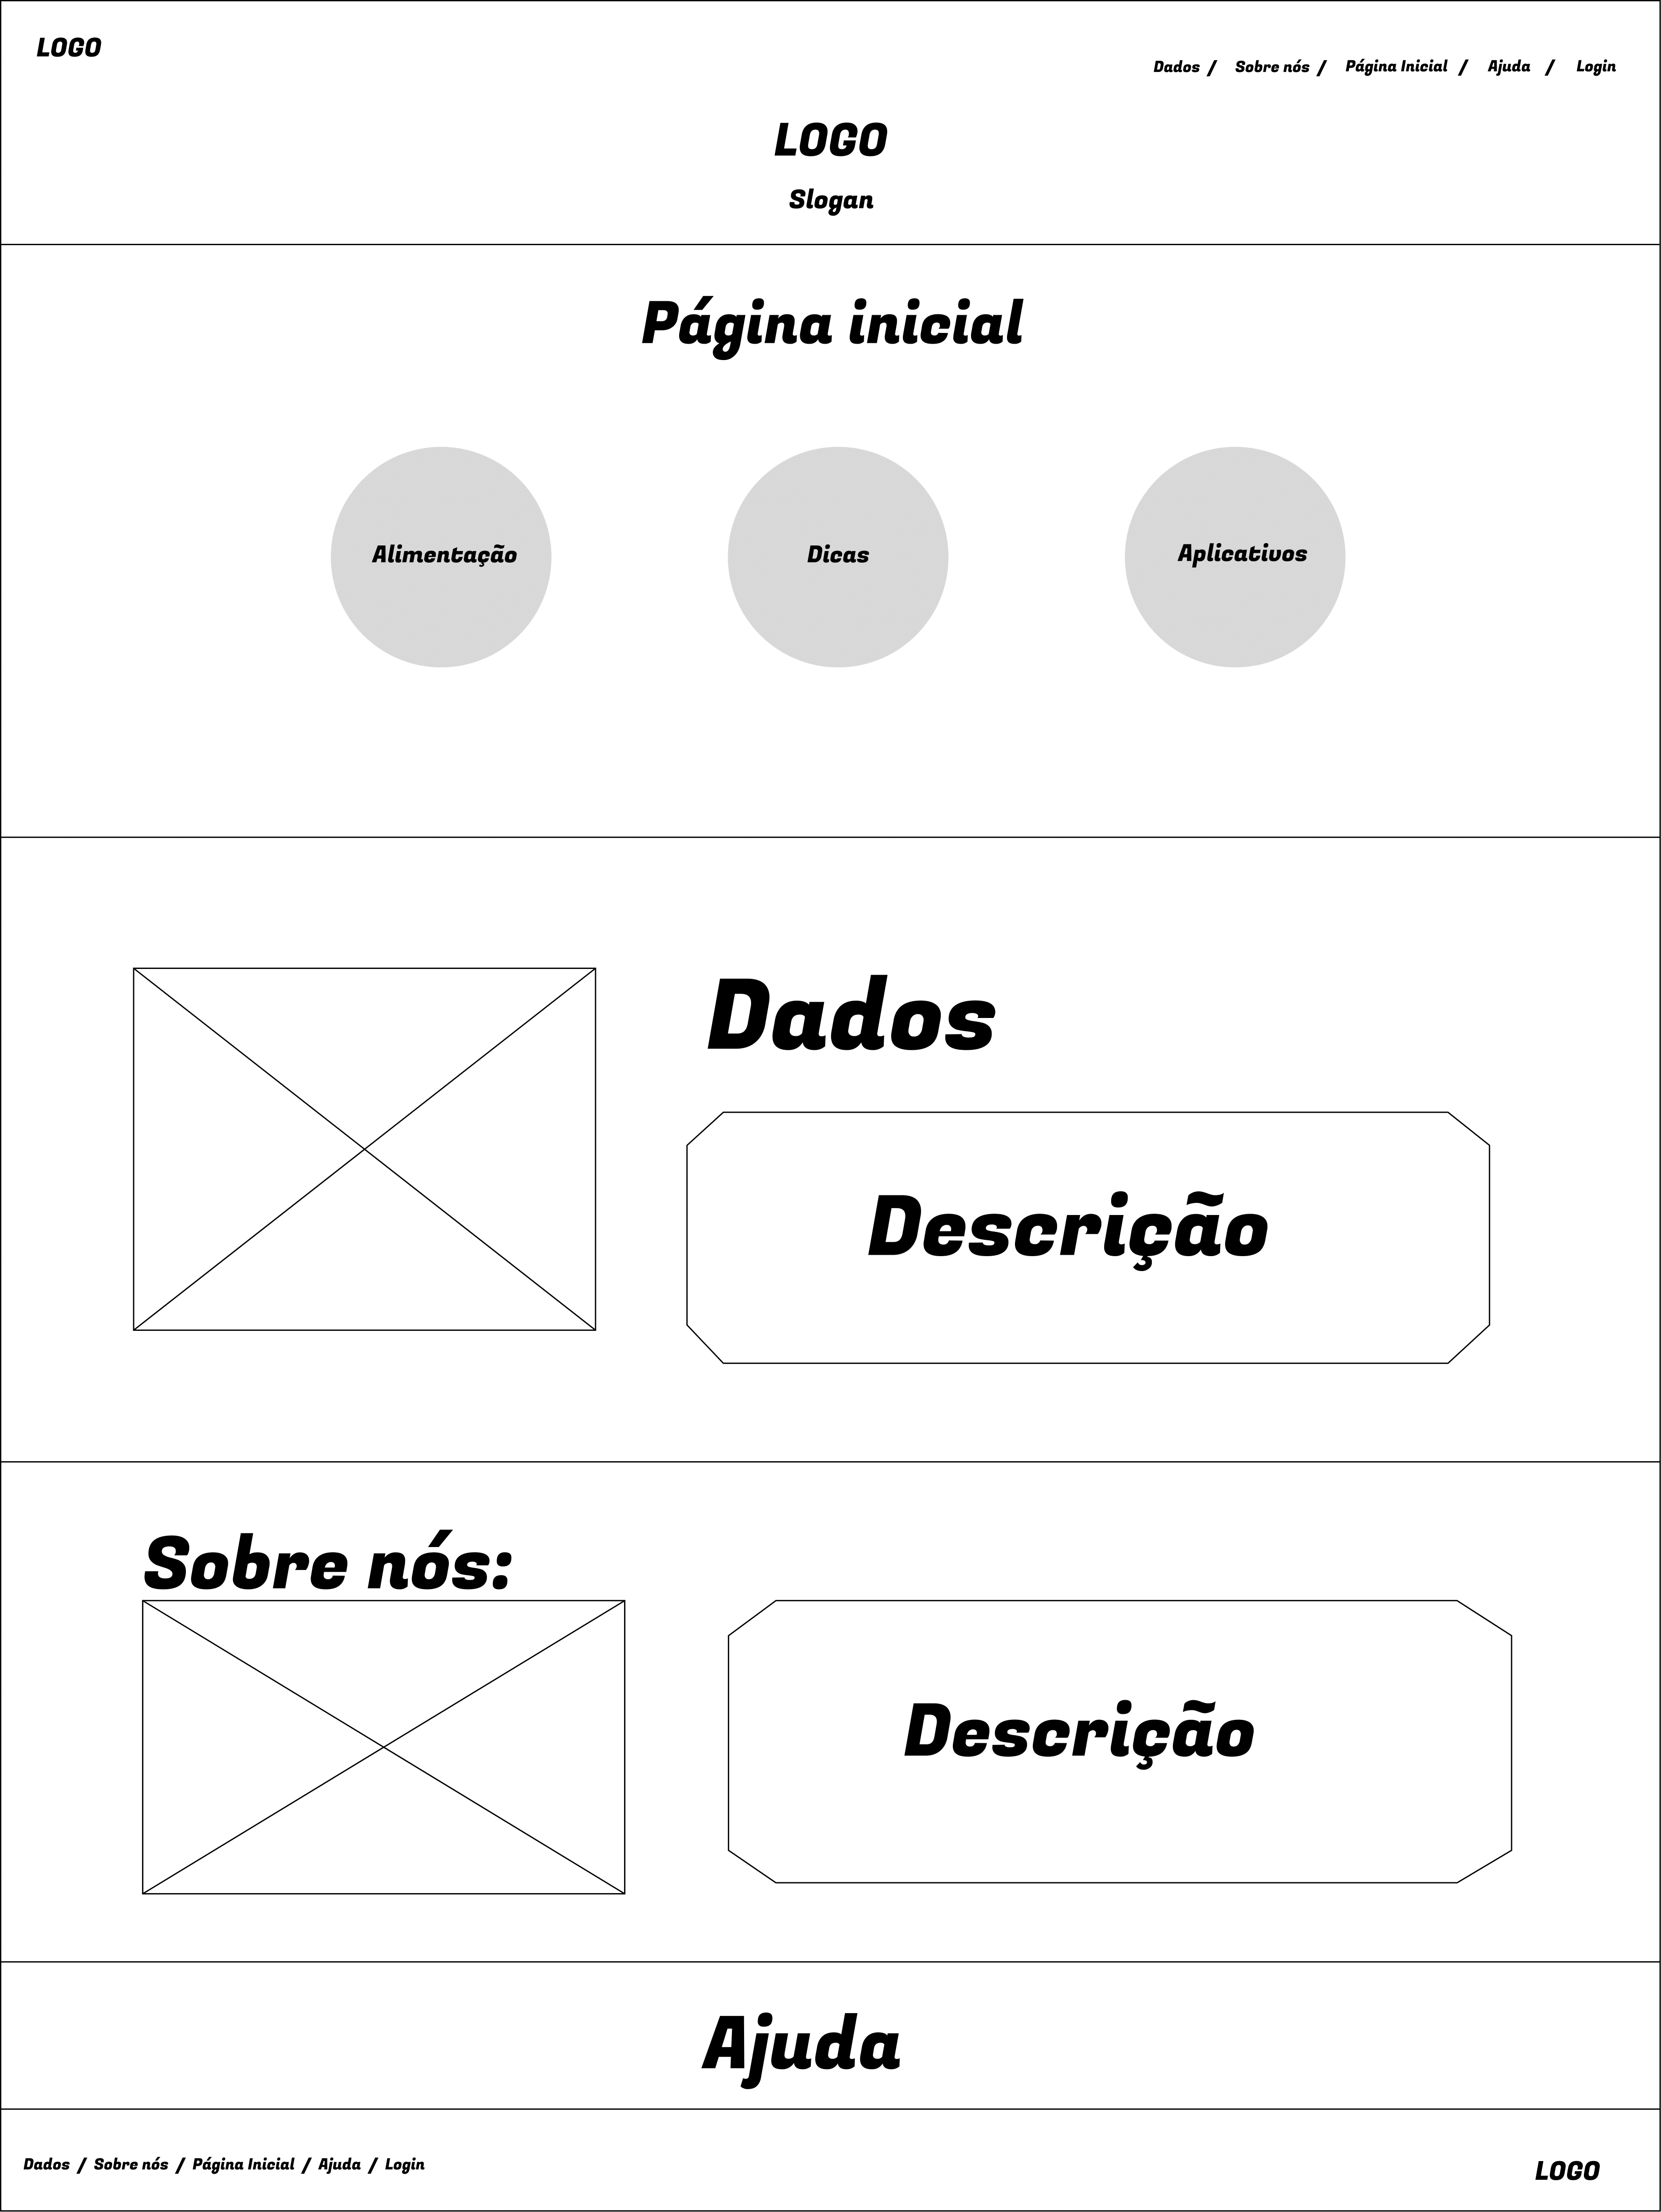 LOGO
Dados / Sobre nós / Página Inicial / Ajuda / Login
LOGO
Slogan
Página inicial
Alimentação
Dicas
Aplicativos
Dados
Descrição
Sobre nós:
Descrição
Ajuda
Dados / Sobre nós / Página Inicial / Ajuda / Login
LOGO